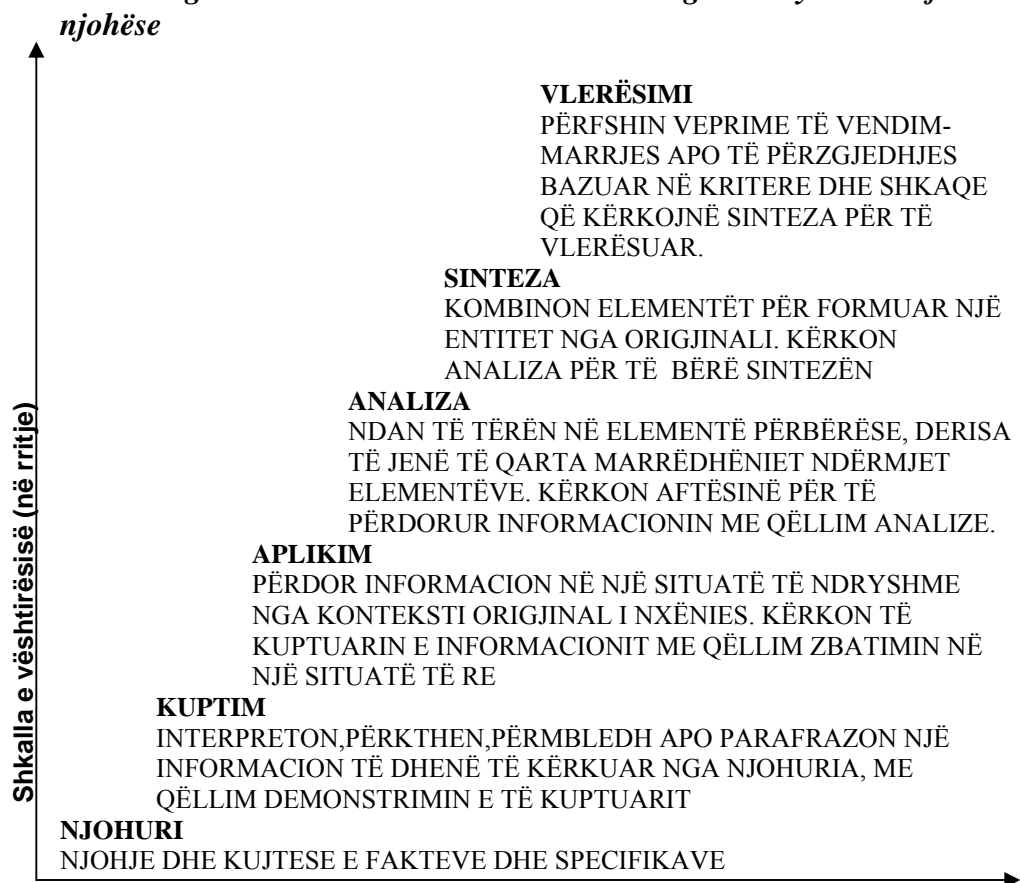 njohëse
VLERËSIMI
PËRFSHIN VEPRIME TË VENDIM-
MARRJES APO TË PËRZGJEDHJES
BAZUAR NË KRITERE DHE SHKAQE
QË KËRKOJNË SINTEZA PËR TË
VLERËSUAR.
SINTEZA
KOMBINON ELEMENTËT PËR FORMUAR NJË
ENTITET NGA ORIGJINALI. KËRKON
ANALIZA PËR TË BËRË SINTEZËN
ANALIZA
NDAN TË TËRËN NË ELEMENTË PËRBËRËSE, DERISA
TË JENË TË QARTA MARRËDHËNIET NDËRMJET
ELEMENTËVE. KËRKON AFTËSINË PËR TË
PËRDORUR INFORMACIONIN ME QËLLIM ANALIZE.
APLIKIM
PËRDOR INFORMACION NË NJË SITUATË TË NDRYSHME
NGA KONTEKSTI ORIGJINAL I NXËNIES. KËRKON TË
KUPTUARIN E INFORMACIONIT ME QËLLIM ZBATIMIN NË
NJË SITUATË TË RE
KUPTIM
INTERPRETON,PËRKTHEN,PËRMBLEDH APO PARAFRAZON NJË
INFORMACION TË DHENË TË KËRKUAR NGA NJOHURIA, ME
QËLLIM DEMONSTRIMIN E TË KUPTUARIT
NJOHURI
NJOHJE DHE KUJTESE E FAKTEVE DHE SPECIFIKAVE
Shkalla e vështirësisë (në rritje)